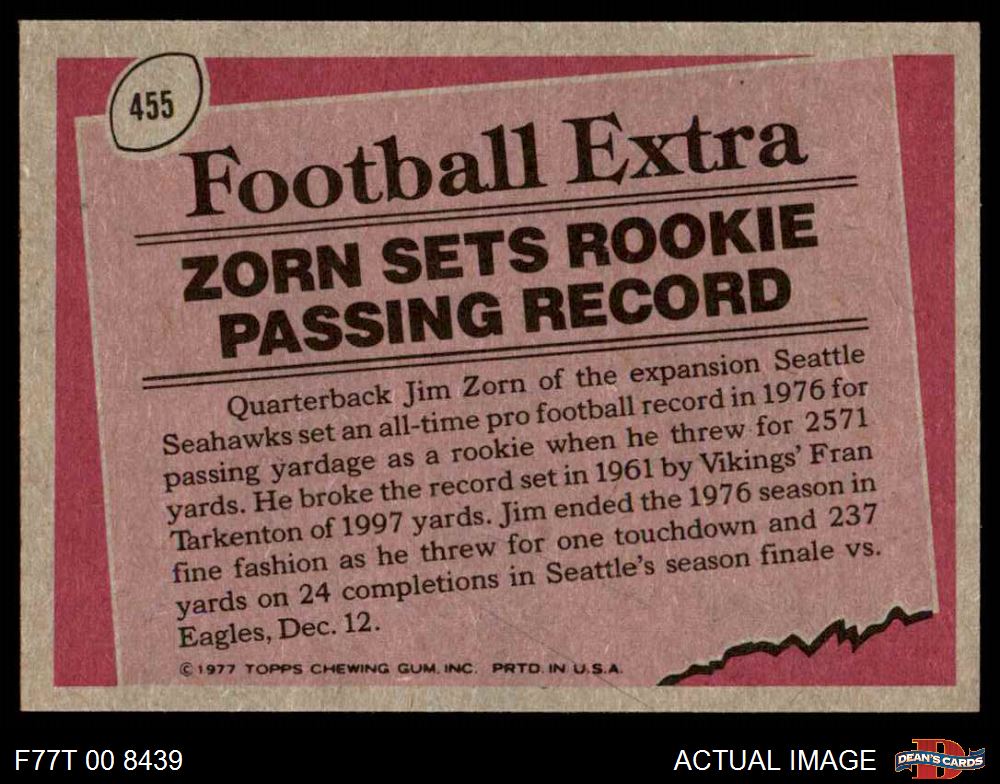 455
Football Extra
ZORN SETS ROOKIE
PASSING RECORD
Quarterback Jim Zorn of the expansion Seattle
Seahawks set an all-time pro football record in 1976 for
passing yardage as a rookie when he threw for 2571
yards. He broke the record set in 1961 by Vikings' Fran
Tarkenton of 1997 yards. Jim ended the 1976 season in
fine fashion as he threw for one touchdown and 237
yards on 24 completions in Seattle's season finale vs.
Eagles, Dec. 12.
©1977 TOPPS CHEWING GUM, INC. PRTD. IN U.S.A.
F77T 00 8439
ACTUAL IMAGE
D
DEAN'S CARDS